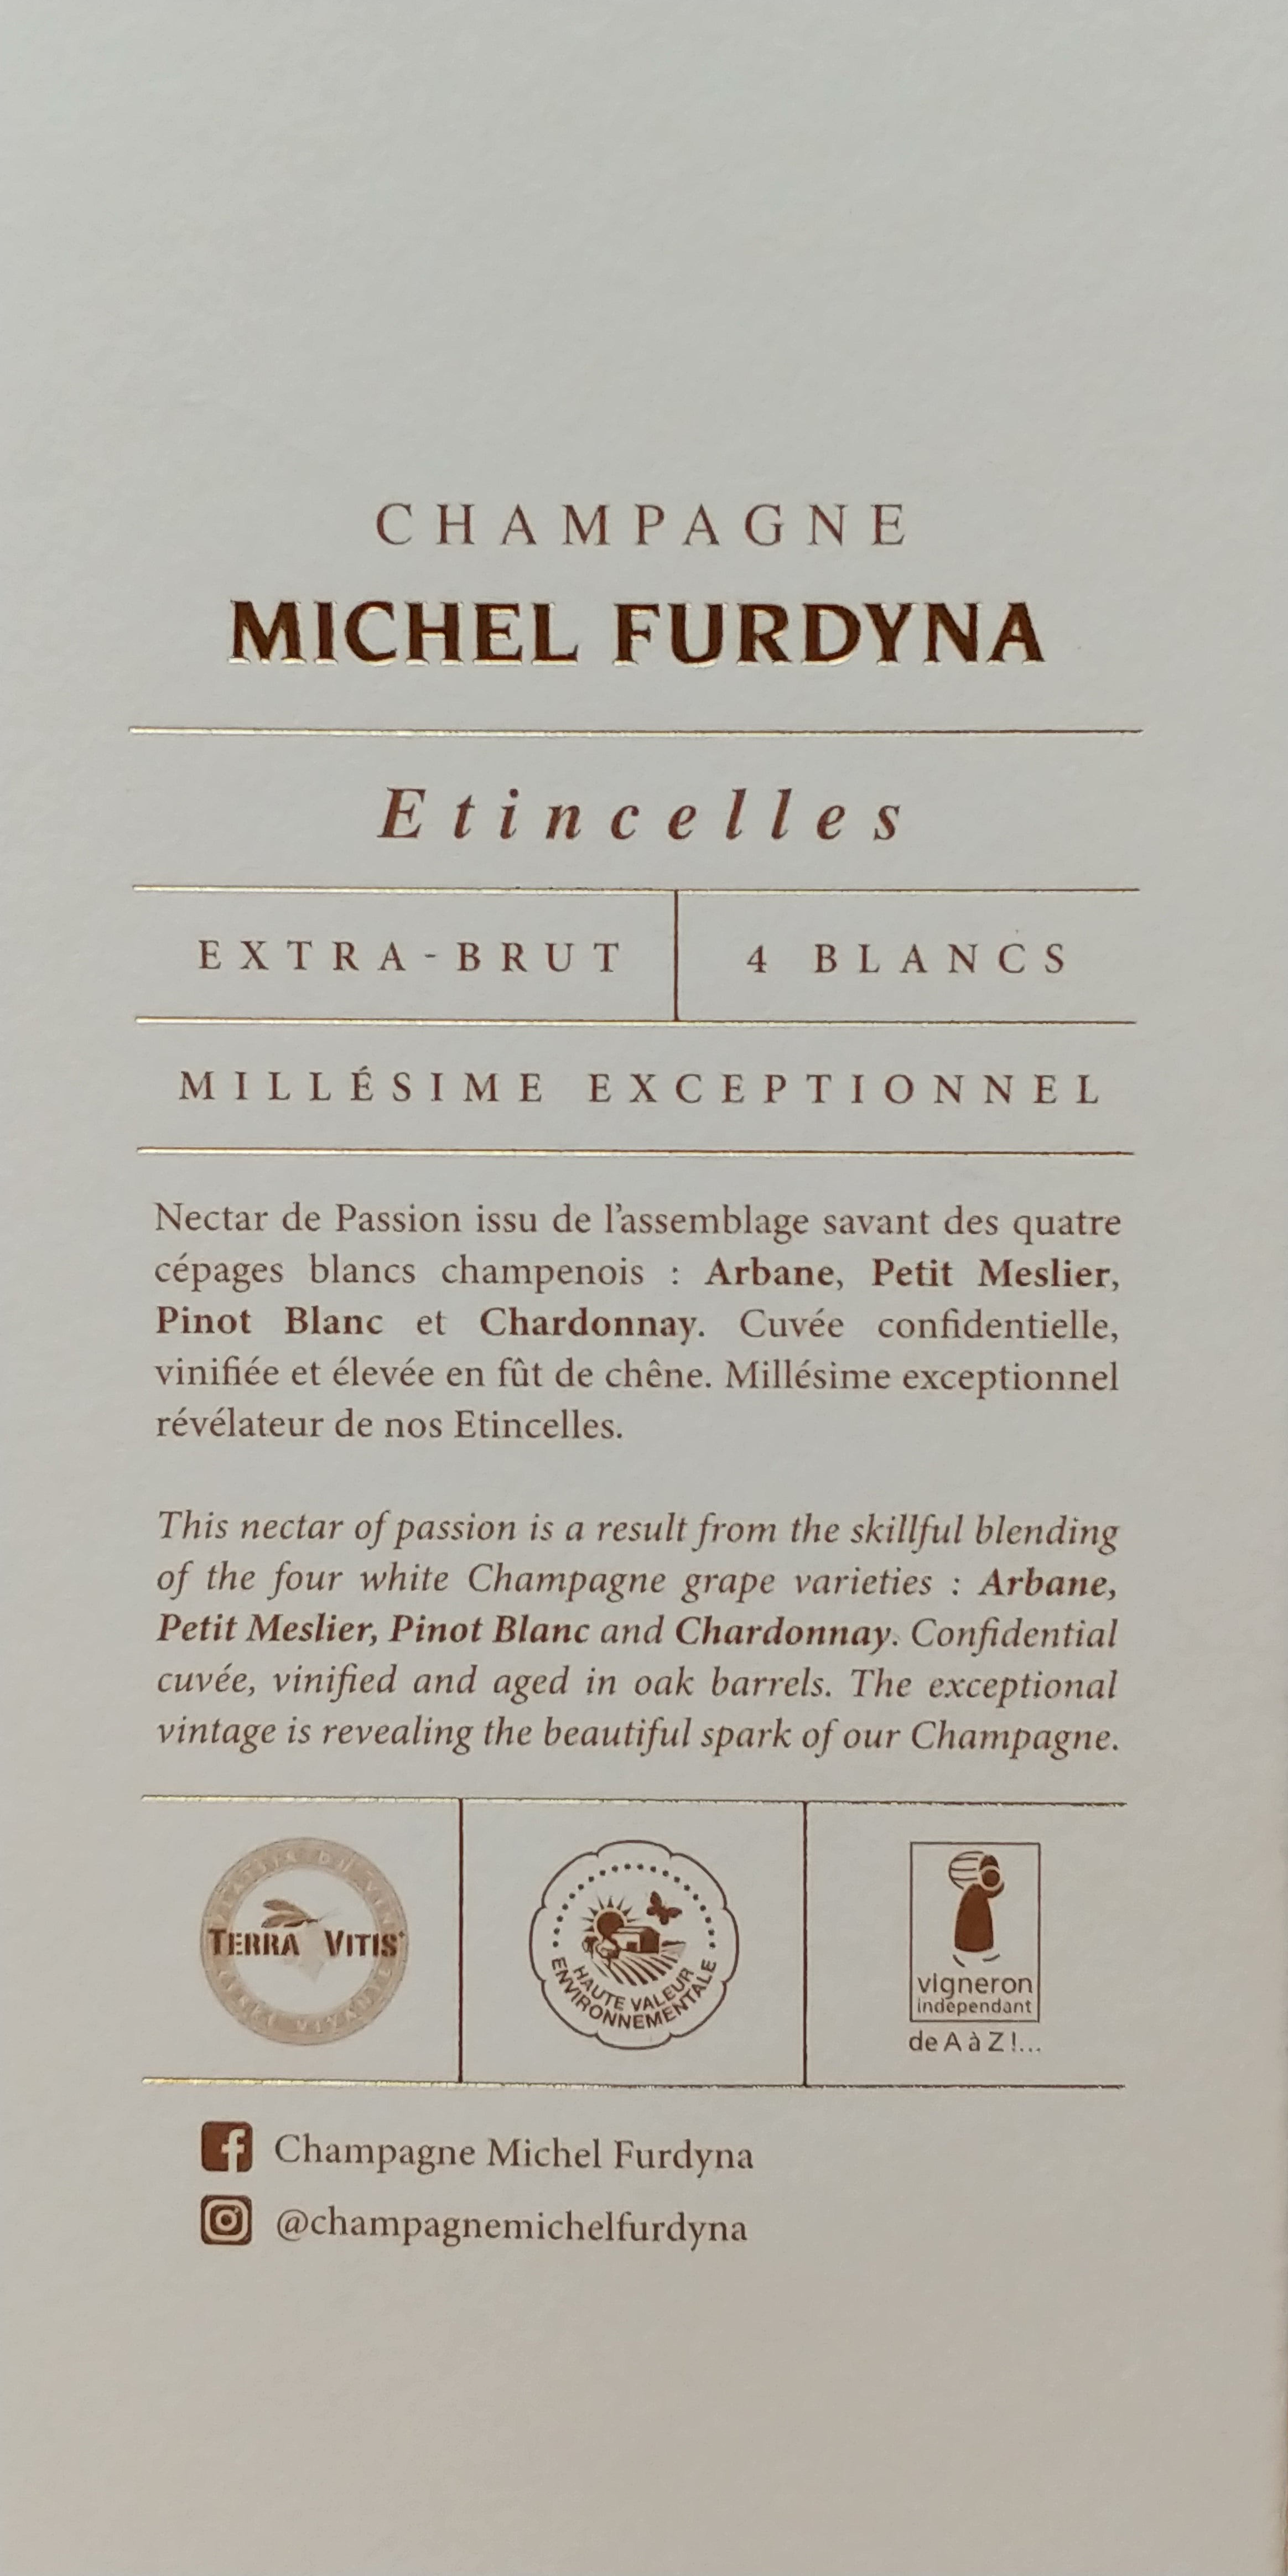 CHAMPAGNE
MICHEL FURDYNA
Etincelles
EXTRA-BRUT
4 BLANCS
MILLÉSIME EXCEPTIONNEL
Nectar de Passion issu de l'assemblage savant des quatre
cépages blancs champenois : Arbane, Petit Meslier,
Pinot Blanc et Chardonnay. Cuvée confidentielle,
vinifiée et élevée en fût de chêne. Millésime exceptionnel
révélateur de nos Etincelles.
This nectar of passion is a result from the skillful blending
of the four white Champagne grape varieties : Arbane,
Petit Meslier, Pinot Blanc and Chardonnay. Confidential
cuvée, vinified and aged in oak barrels. The exceptional
vintage is revealing the beautiful spark of our Champagne.
TERRA VITIS
HAUTE VALEUR
ENVIRONNEMENTALE
vigneron
indépendant
de A à Z !...
Champagne Michel Furdyna
@champagnemichelfurdyna